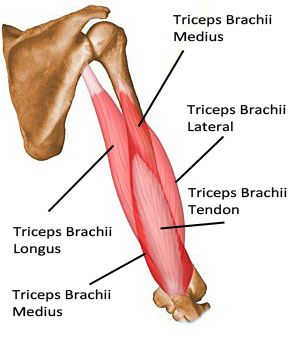 Triceps Brachii
Medius
Triceps Brachii
Lateral
Triceps Brachii
Tendon
Triceps Brachii
Longus
Triceps Brachii
Medius